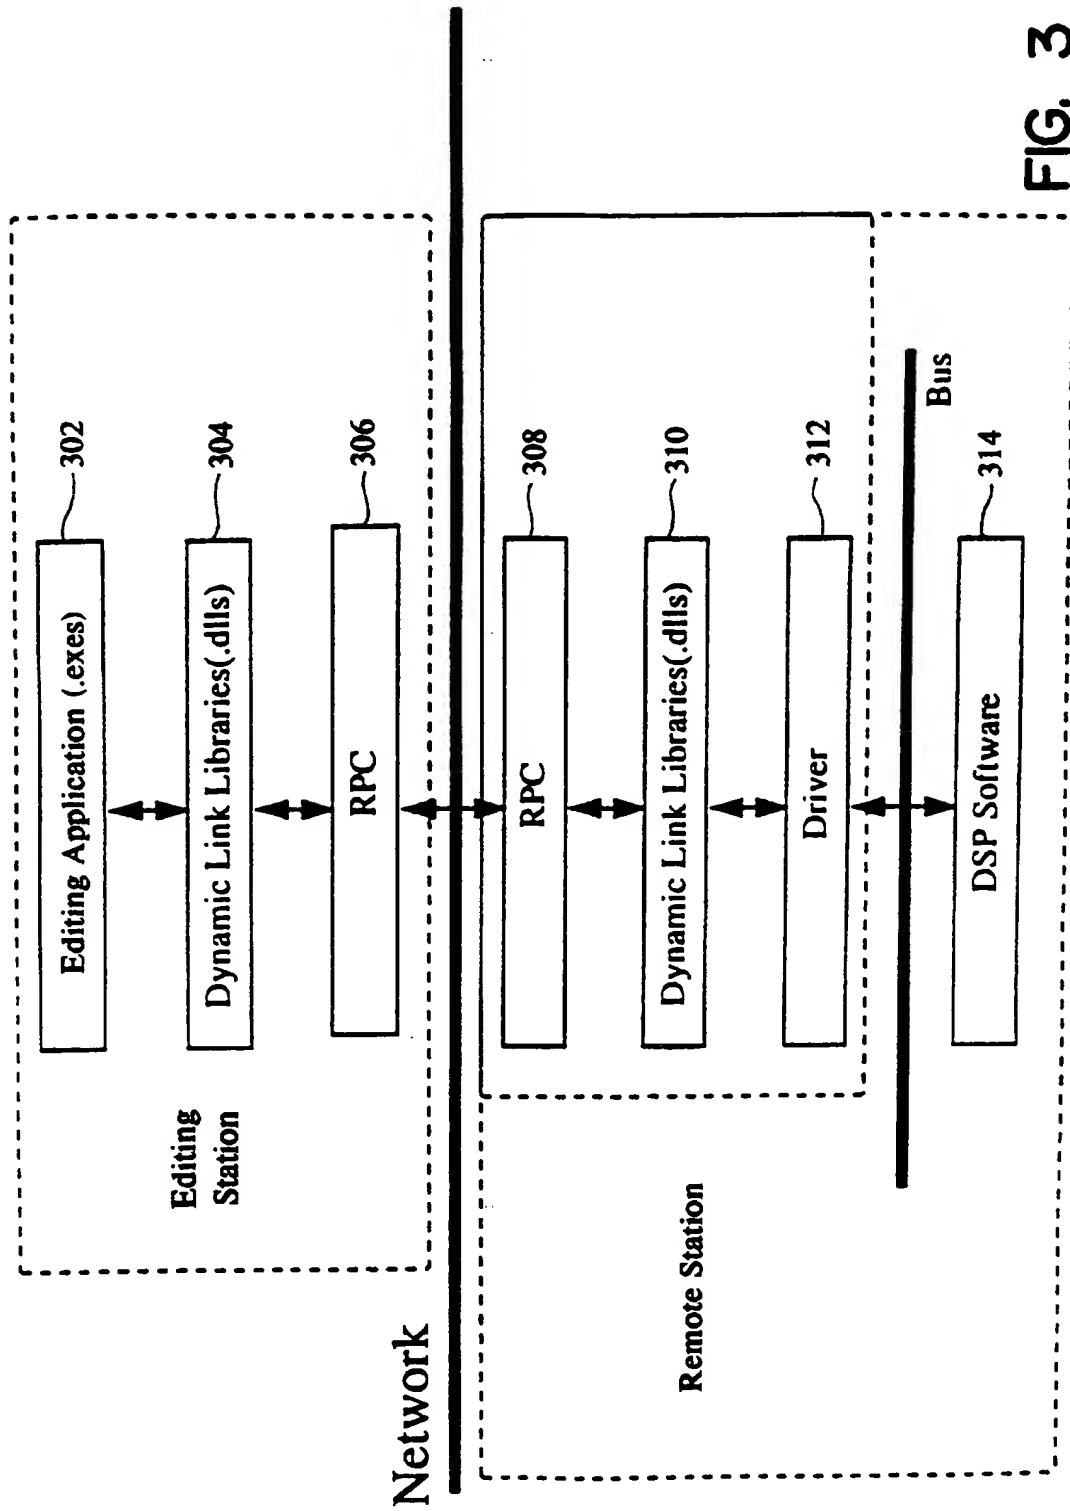 Editing Application (.exes)
302
Dynamic Link Libraries(.dlls)
304
RPC
306
Editing
Station
Network
RPC
308
Dynamic Link Libraries(.dlls)
310
Driver
312
Remote Station
Bus
DSP Software
314
FIG. 3